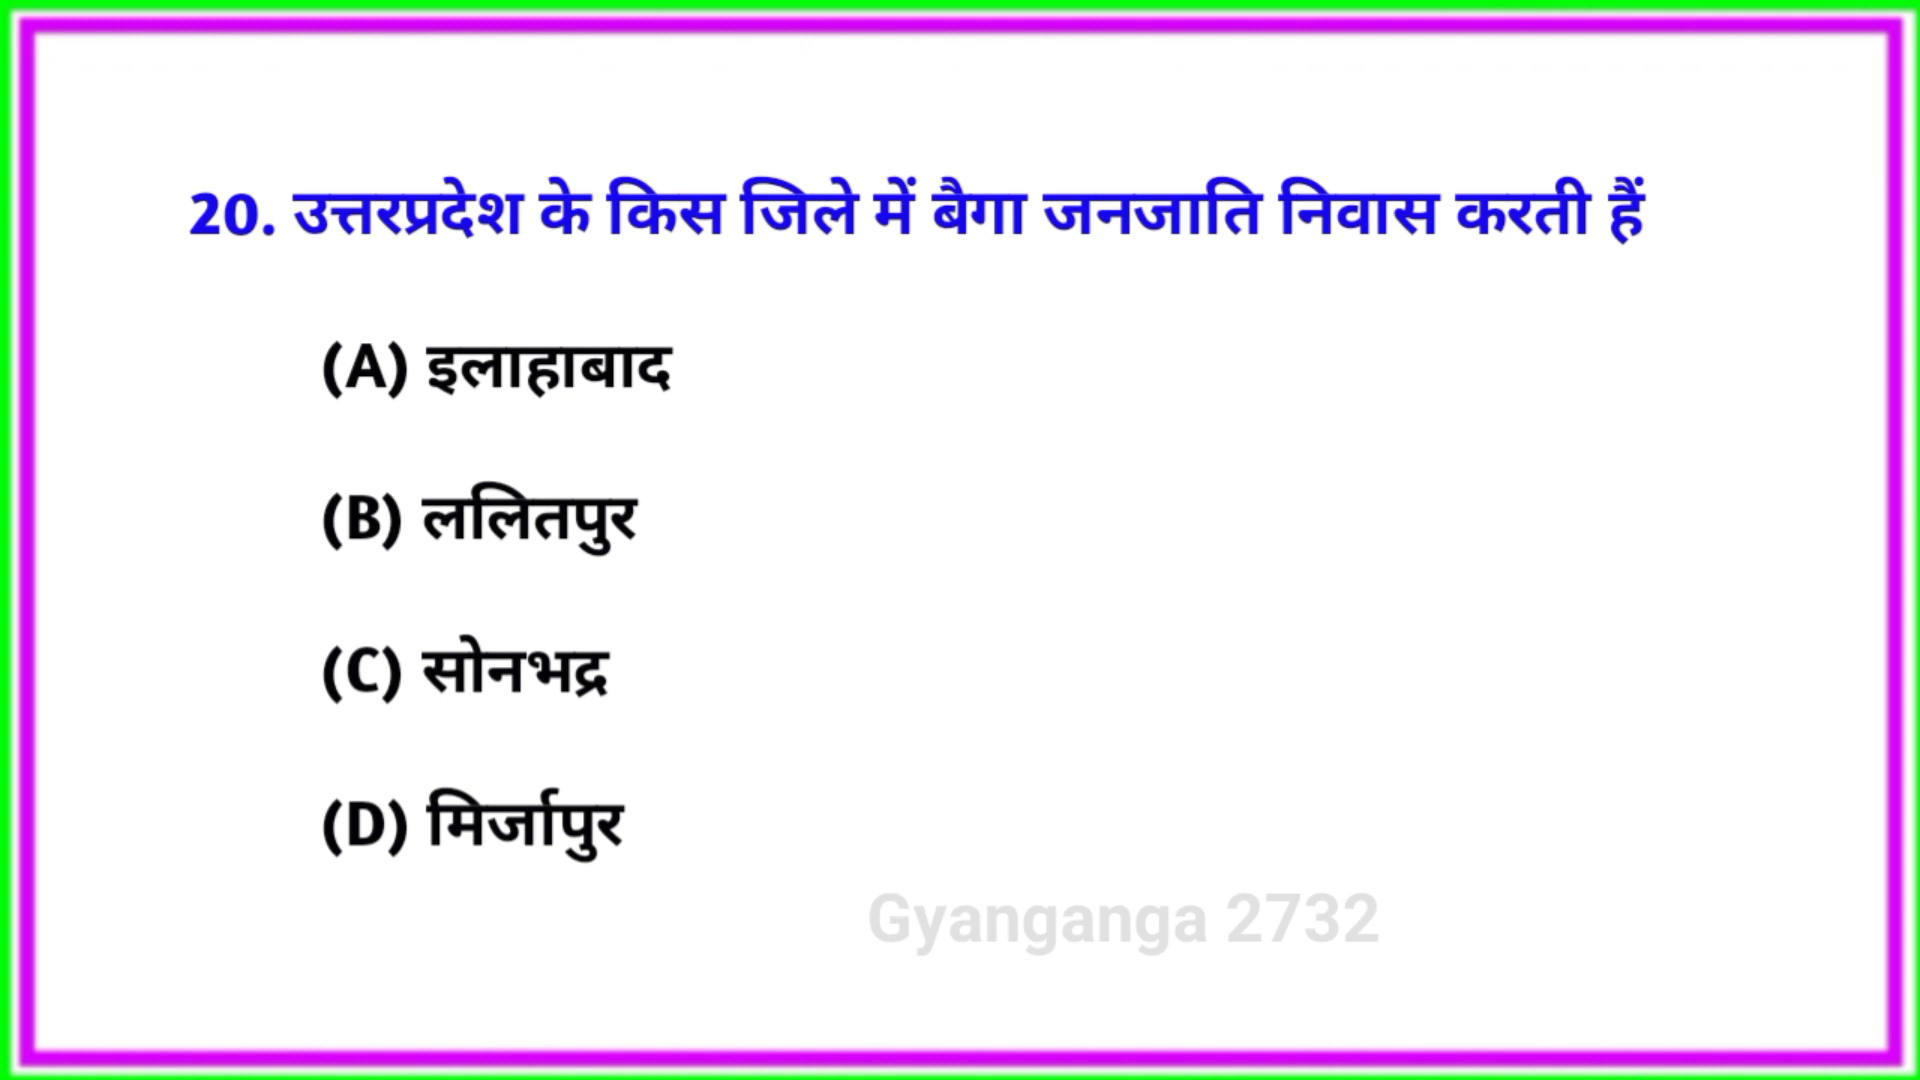 20. उत्तरप्रदेश के किस जिले में बैगा जनजाति निवास करती हैं
(A) इलाहाबाद
(B) ललितपुर
(C) सोनभद्र
(D) मिर्जापुर
Gyanganga 2732